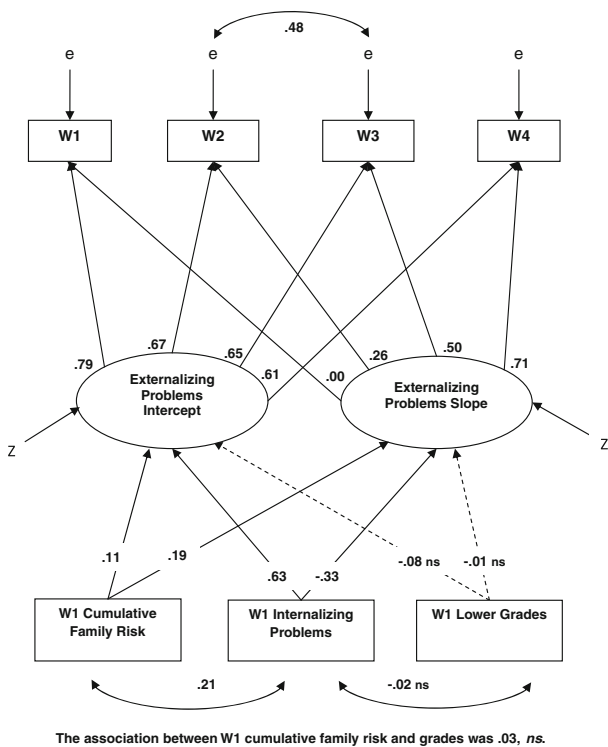 .48
e e e e
W1 W2 W3 W4
.79 .67 .65 .61 .00 .26 .50 .71
Externalizing
Problems
Intercept
Externalizing
Problems Slope
Z Z
.11 .19 .63 -.33 -.08 ns -.01 ns
W1 Cumulative
Family Risk
W1 Internalizing
Problems
W1 Lower Grades
.21 -.02 ns
The association between W1 cumulative family risk and grades was .03, ns.